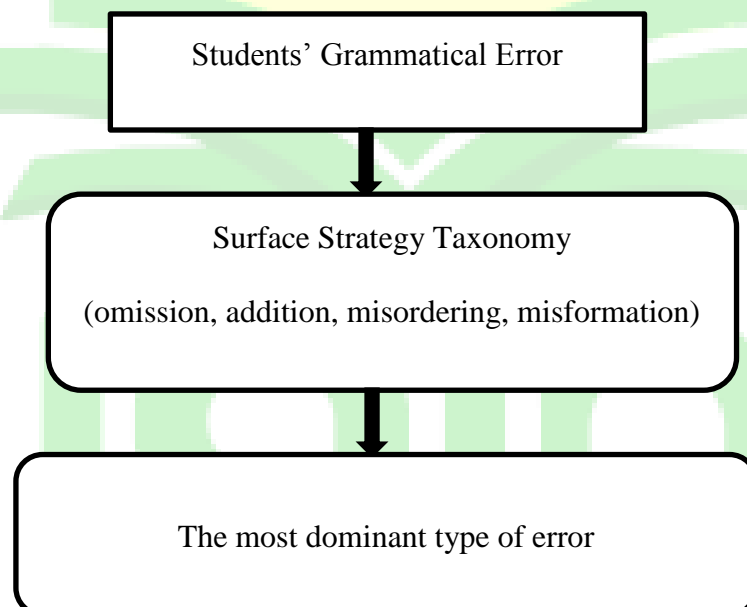 Students’ Grammatical Error
Surface Strategy Taxonomy
(omission, addition, misordering, misformation)
The most dominant type of error